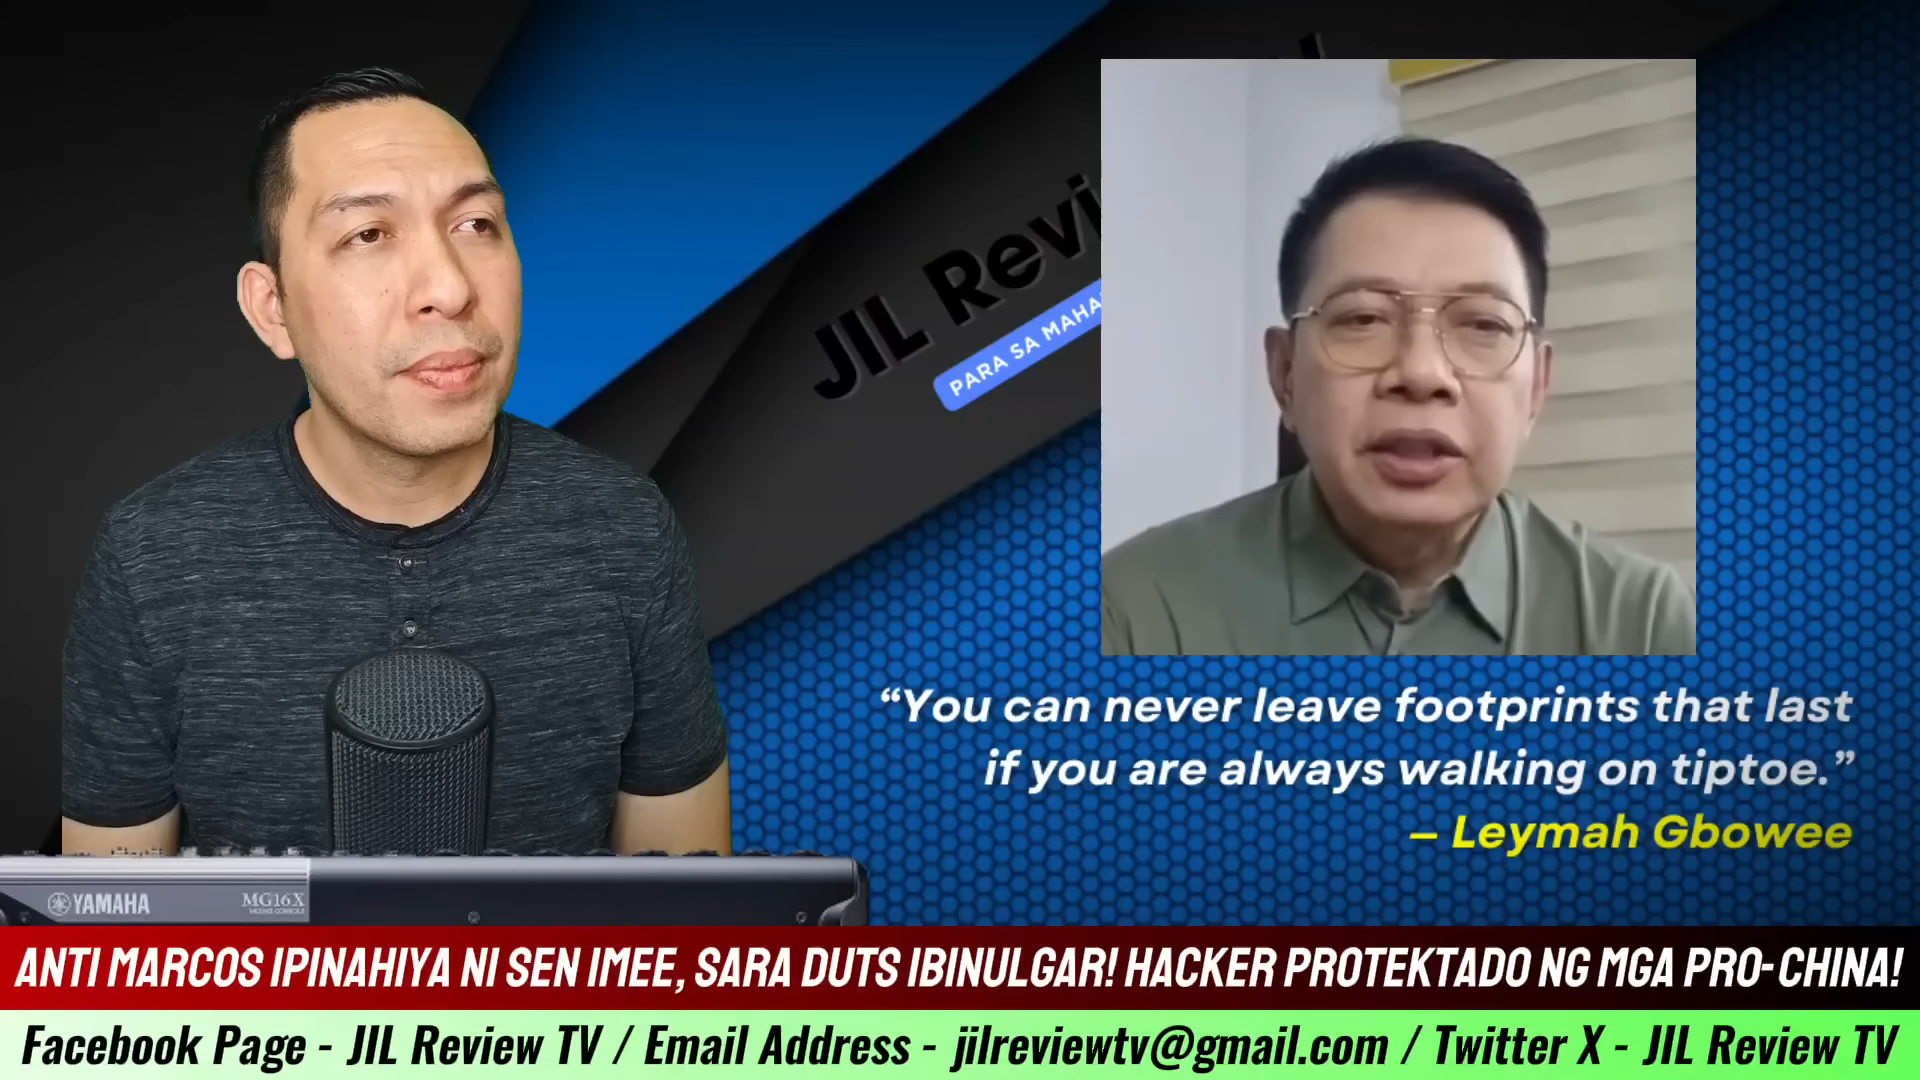 JIL Revi
PARA SA MAHA
“You can never leave footprints that last
if you are always walking on tiptoe.”
– Leymah Gbowee
YAMAHA
MG16X
MIXING CONSOLE
ANTI MARCOS IPINAHIYA NI SEN IMEE, SARA DUTS IBINULGAR! HACKER PROTEKTADO NG MGA PRO-CHINA!
Facebook Page - JIL Review TV / Email Address - jilreviewtv@gmail.com / Twitter X - JIL Review TV